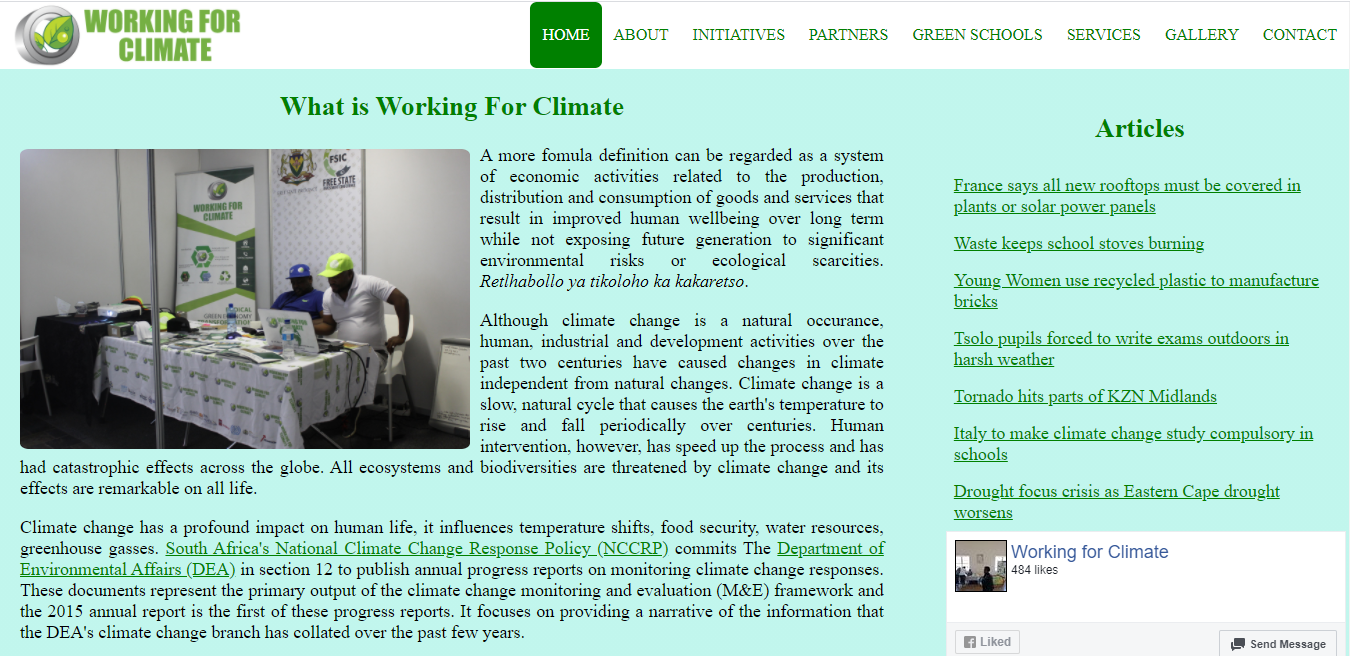 WORKING FOR
CLIMATE
HOME ABOUT INITIATIVES PARTNERS GREEN SCHOOLS SERVICES GALLERY CONTACT
What is Working For Climate
FSIC
FREE STATE
WORKING FOR
CLIMATE
A more fomula definition can be regarded as a system
of economic activities related to the production,
distribution and consumption of goods and services that
result in improved human wellbeing over long term
while not exposing future generation to significant
environmental risks or ecological scarcities.
Retlhabollo ya tikoloho ka kakaretso.
Although climate change is a natural occurance,
human, industrial and development activities over the
past two centuries have caused changes in climate
independent from natural changes. Climate change is a
slow, natural cycle that causes the earth's temperature to
rise and fall periodically over centuries. Human
intervention, however, has speed up the process and has
had catastrophic effects across the globe. All ecosystems and biodiversities are threatened by climate change and its
effects are remarkable on all life.
Climate change has a profound impact on human life, it influences temperature shifts, food security, water resources,
greenhouse gasses. South Africa's National Climate Change Response Policy (NCCRP) commits The Department of
Environmental Affairs (DEA) in section 12 to publish annual progress reports on monitoring climate change responses.
These documents represent the primary output of the climate change monitoring and evaluation (M&E) framework and
the 2015 annual report is the first of these progress reports. It focuses on providing a narrative of the information that
the DEA's climate change branch has collated over the past few years.
Articles
France says all new rooftops must be covered in
plants or solar power panels
Waste keeps school stoves burning
Young Women use recycled plastic to manufacture
bricks
Tsolo pupils forced to write exams outdoors in
harsh weather
Tornado hits parts of KZN Midlands
Italy to make climate change study compulsory in
schools
Drought focus crisis as Eastern Cape drought
worsens
Working for Climate
484 likes
Liked
Send Message